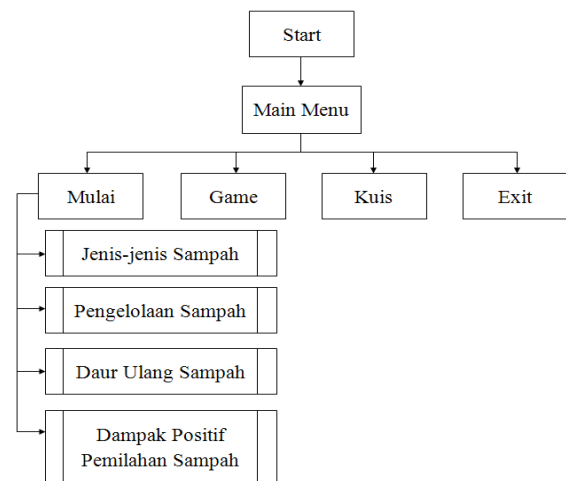 Start
Main Menu
Mulai
Game
Kuis
Exit
Jenis-jenis Sampah
Pengelolaan Sampah
Daur Ulang Sampah
Dampak Positif
Pemilahan Sampah